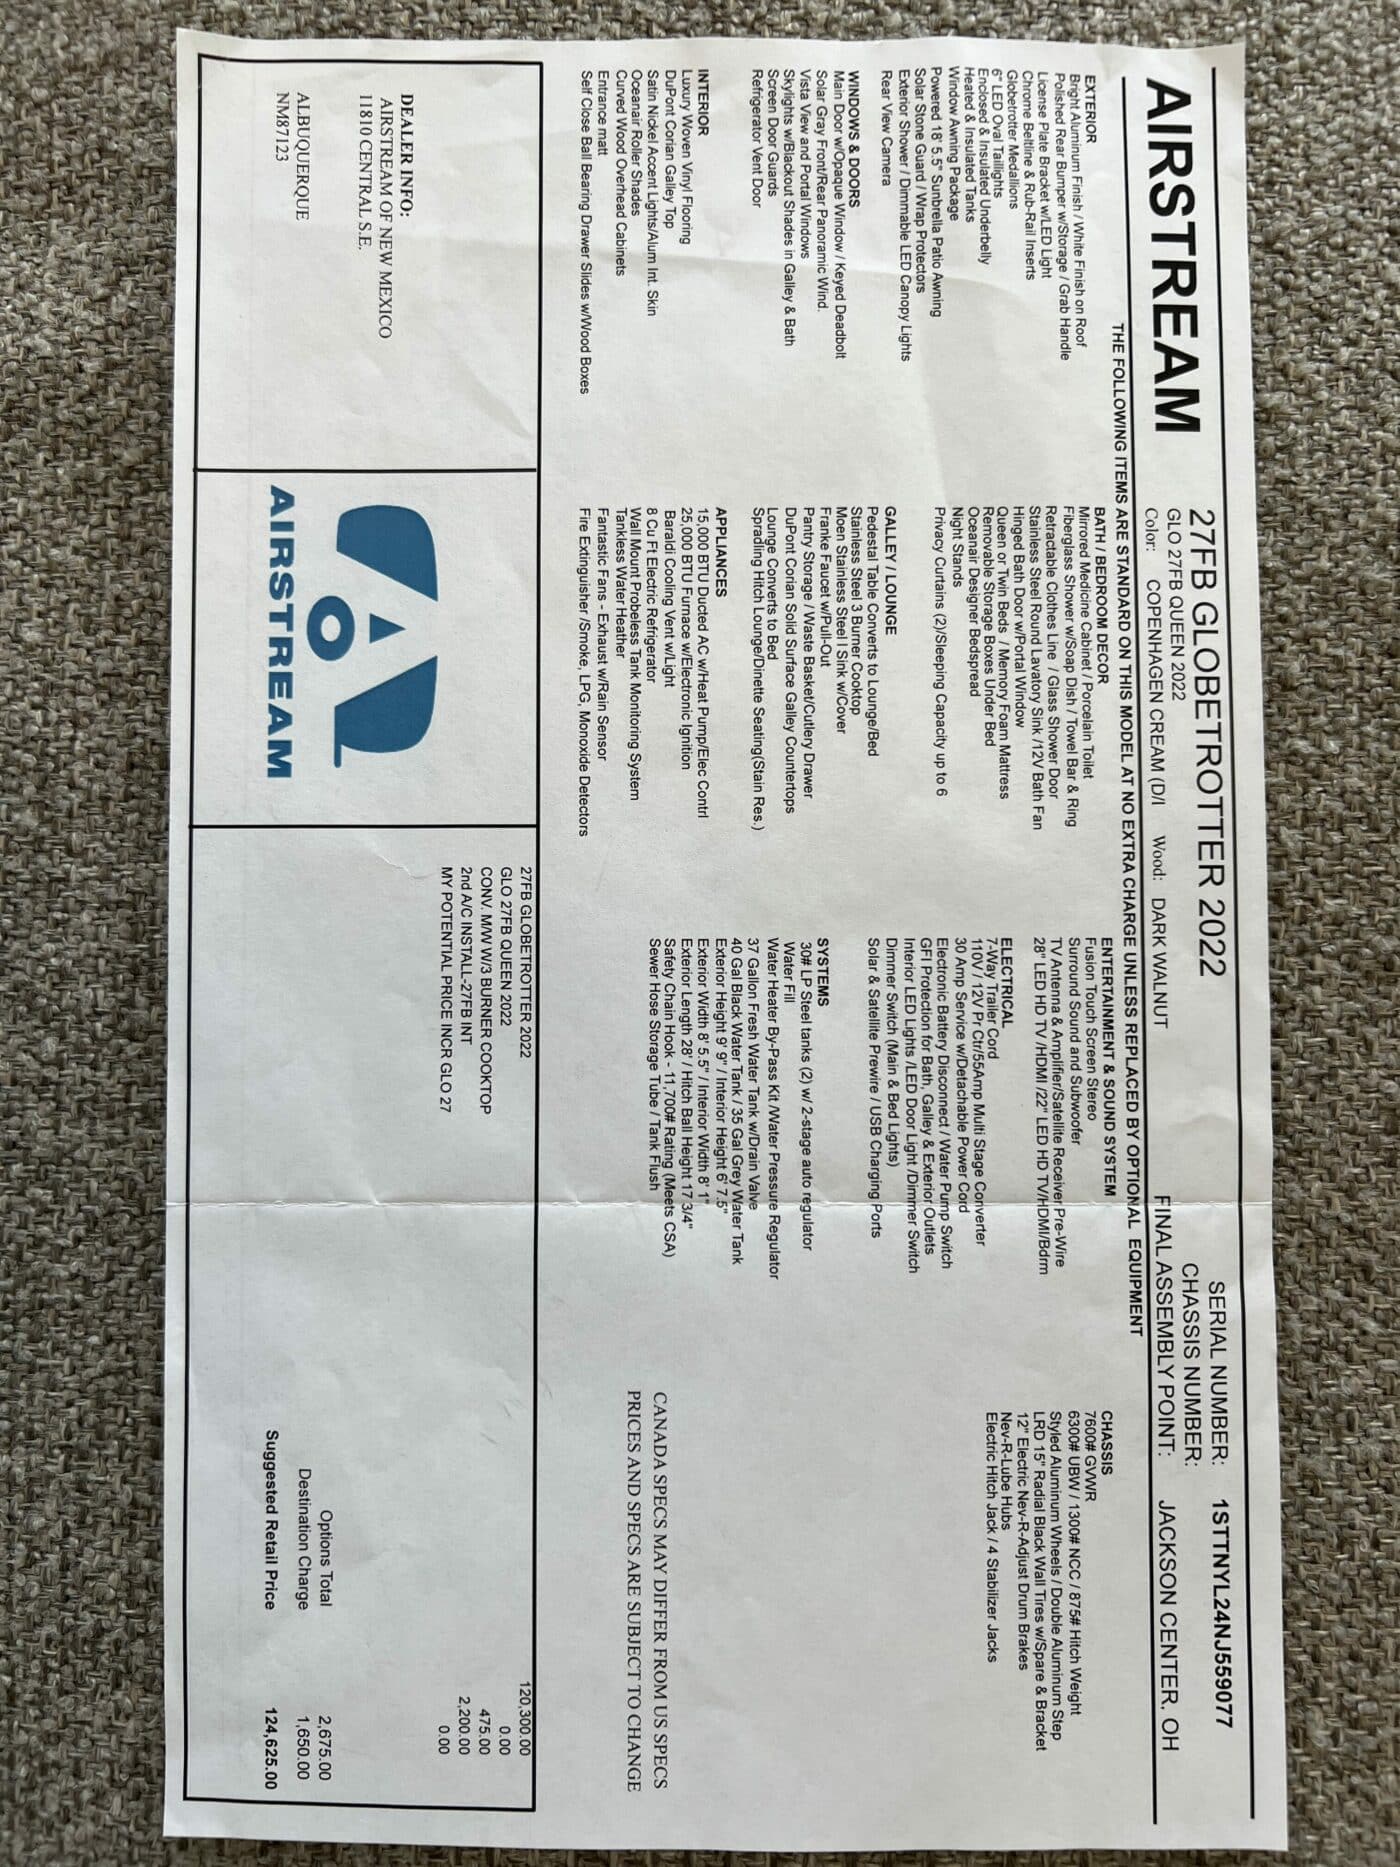 AIRSTREAM
27FB GLOBETROTTER 2022
GLO 27FB QUEEN 2022
Color: COPENHAGEN CREAM (D/I Wood: DARK WALNUT
SERIAL NUMBER: 1STTNYL24NJ559077
CHASSIS NUMBER:
FINAL ASSEMBLY POINT: JACKSON CENTER, OH
THE FOLLOWING ITEMS ARE STANDARD ON THIS MODEL AT NO EXTRA CHARGE UNLESS REPLACED BY OPTIONAL EQUIPMENT
EXTERIOR
Bright Aluminum Finish / White Finish on Roof
Polished Rear Bumper w/Storage / Grab Handle
License Plate Bracket w/LED Light
Chrome Beltline & Rub-Rail Inserts
Globetrotter Medallions
6" LED Oval Taillights
Enclosed & Insulated Underbelly
Heated & Insulated Tanks
Window Awning Package
Powered 18' 5.5" Sunbrella Patio Awning
Solar Stone Guard / Wrap Protectors
Exterior Shower / Dimmable LED Canopy Lights
Rear View Camera
WINDOWS & DOORS
Main Door w/Opaque Window / Keyed Deadbolt
Solar Gray Front/Rear Panoramic Wind.
Vista View and Portal Windows
Skylights w/Blackout Shades in Galley & Bath
Screen Door Guards
Refrigerator Vent Door
INTERIOR
Luxury Woven Vinyl Flooring
DuPont Corian Galley Top
Satin Nickel Accent Lights/Alum Int. Skin
Oceanair Roller Shades
Curved Wood Overhead Cabinets
Entrance matt
Self Close Ball Bearing Drawer Slides w/Wood Boxes
BATH / BEDROOM DECOR
Mirrored Medicine Cabinet / Porcelain Toilet
Fiberglass Shower w/Soap Dish / Towel Bar & Ring
Retractable Clothes Line / Glass Shower Door
Stainless Steel Round Lavatory Sink /12V Bath Fan
Hinged Bath Door w/Portal Window
Queen or Twin Beds / Memory Foam Mattress
Removable Storage Boxes Under Bed
Oceanair Designer Bedspread
Night Stands
Privacy Curtains (2)/Sleeping Capacity up to 6
GALLEY / LOUNGE
Pedestal Table Converts to Lounge/Bed
Stainless Steel 3 Burner Cooktop
Moen Stainless Steel l Sink w/Cover
Franke Faucet w/Pull-Out
Pantry Storage / Waste Basket/Cutlery Drawer
DuPont Corian Solid Surface Galley Countertops
Lounge Converts to Bed
Sprading Hitch Lounge/Dinette Seating(Stain Res.)
APPLIANCES
15,000 BTU Ducted AC w/Heat Pump/Elec Contrl
25,000 BTU Furnace w/Electronic Ignition
Baraldi Cooling Vent w/Light
8 Cu Ft Electric Refrigerator
Wall Mount Probeless Tank Monitoring System
Tankless Water Heather
Fantastic Fans - Exhaust w/Rain Sensor
Fire Extinguisher /Smoke, LPG, Monoxide Detectors
ENTERTAINMENT & SOUND SYSTEM
Fusion Touch Screen Stereo
Surround Sound and Subwoofer
TV Antenna & Amplifier/Satellite Receiver Pre-Wire
28" LED HD TV /HDMI /22" LED HD TV/HDMI/Bdrm
ELECTRICAL
7-Way Trailer Cord
110V / 12V Pr Ctr/55Amp Multi Stage Converter
30 Amp Service w/Detachable Power Cord
Electronic Battery Disconnect / Water Pump Switch
GFI Protection for Bath, Galley & Exterior Outlets
Interior LED Lights /LED Door Light /Dimmer Switch
Dimmer Switch (Main & Bed Lights)
Solar & Satellite Prewire / USB Charging Ports
SYSTEMS
30# LP Steel tanks (2) w/ 2-stage auto regulator
Water Fill
Water Heater By-Pass Kit /Water Pressure Regulator
37 Gallon Fresh Water Tank w/Drain Valve
40 Gal Black Water Tank / 35 Gal Grey Water Tank
Exterior Height 9' 9" / Interior Height 6' 7.5"
Exterior Width 8' 5.5" / Interior Width 8' 1"
Exterior Length 28' / Hitch Ball Height 17 3/4"
Safety Chain Hook - 11,700# Rating (Meets CSA)
Sewer Hose Storage Tube / Tank Flush
CHASSIS
7600# GVWR
6300# UBW / 1300# NCC / 875# Hitch Weight
Styled Aluminum Wheels / Double Aluminum Step
LRD 15" Radial Black Wall Tires w/Spare & Bracket
12" Electric Nev-R-Adjust Drum Brakes
Nev-R-Lube Hubs
Electric Hitch Jack / 4 Stabilizer Jacks
CANADA SPECS MAY DIFFER FROM US SPECS
PRICES AND SPECS ARE SUBJECT TO CHANGE
DEALER INFO:
AIRSTREAM OF NEW MEXICO
11810 CENTRAL S.E.
ALBUQUERQUE
NM87123
AIRSTREAM
27FB GLOBETROTTER 2022 120,300.00
GLO 27FB QUEEN 2022 0.00
CONV. M/W W/3 BURNER COOKTOP 475.00
2nd A/C INSTALL-27FB INT 2,200.00
MY POTENTIAL PRICE INCR GLO 27 0.00
Options Total 2,675.00
Destination Charge 1,650.00
Suggested Retail Price 124,625.00